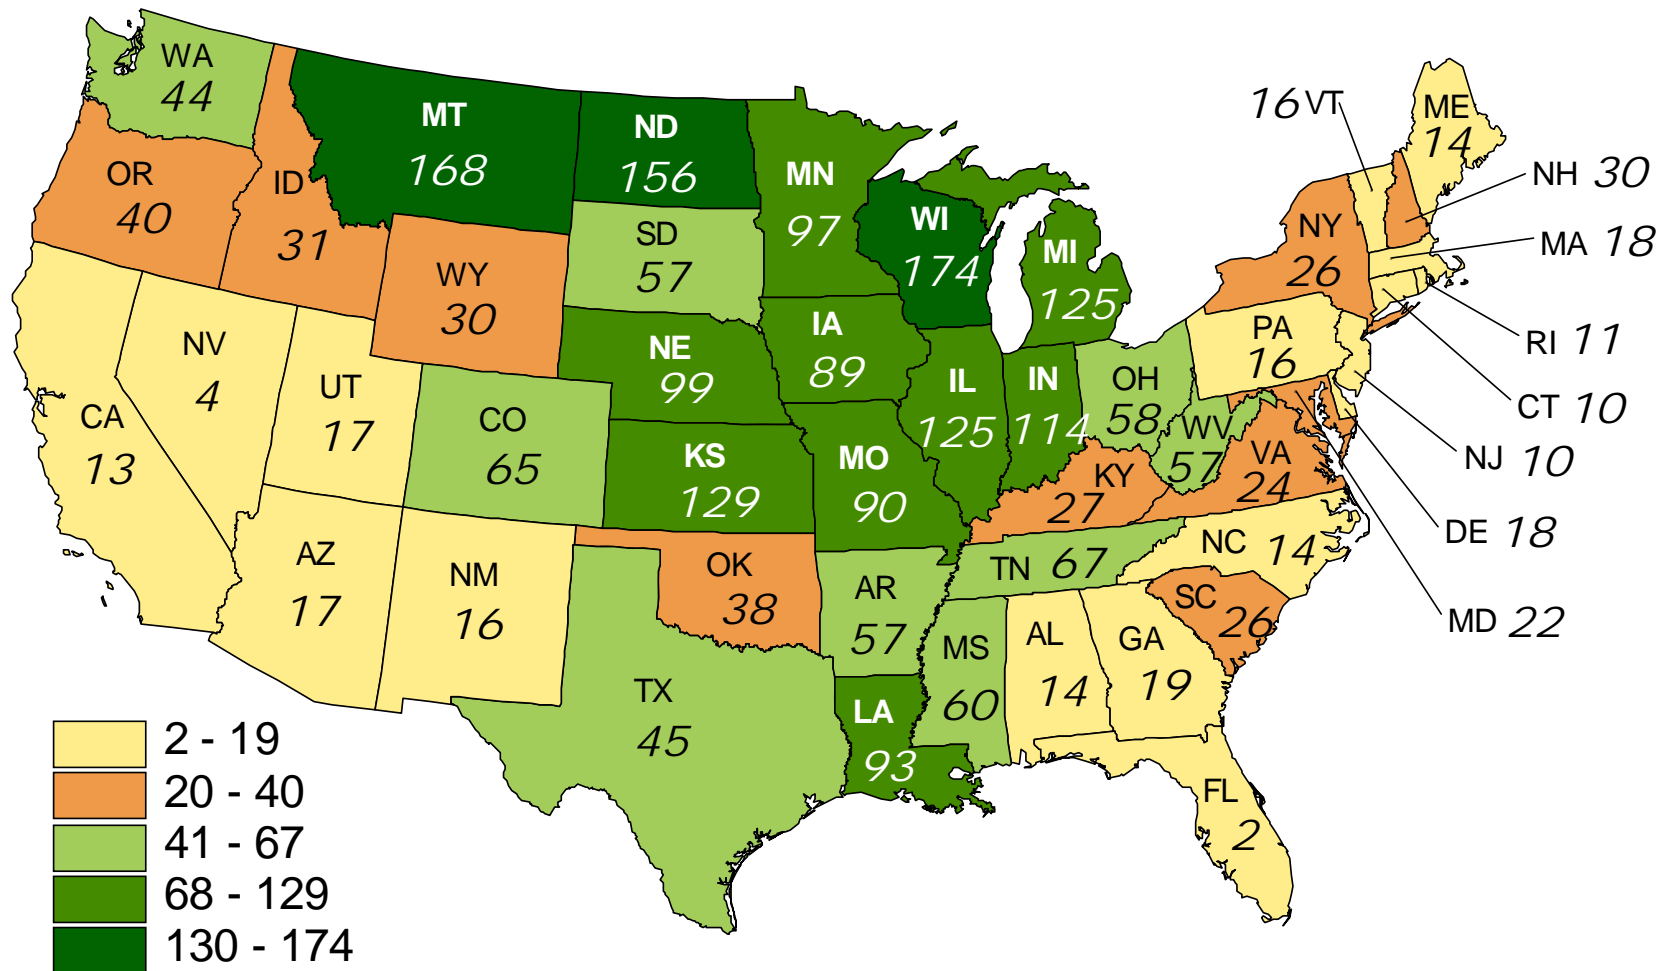 WA
44
MT
168
ND
156
MN
97
OR
40
ID
31
WY
30
SD
57
WI
174
MI
125
16 VT
ME
14
NH 30
NY
26
MA 18
RI 11
CT 10
PA
16
NJ 10
DE 18
MD 22
CA
13
NV
4
UT
17
CO
65
NE
99
IA
89
IL
125
IN
114
OH
58
WV
57
VA
24
KS
129
MO
90
KY
27
AZ
17
NM
16
OK
38
AR
57
TN 67
NC 14
SC
26
TX
45
LA
93
MS
60
AL
14
GA
19
FL
2
2 - 19
20 - 40
41 - 67
68 - 129
130 - 174